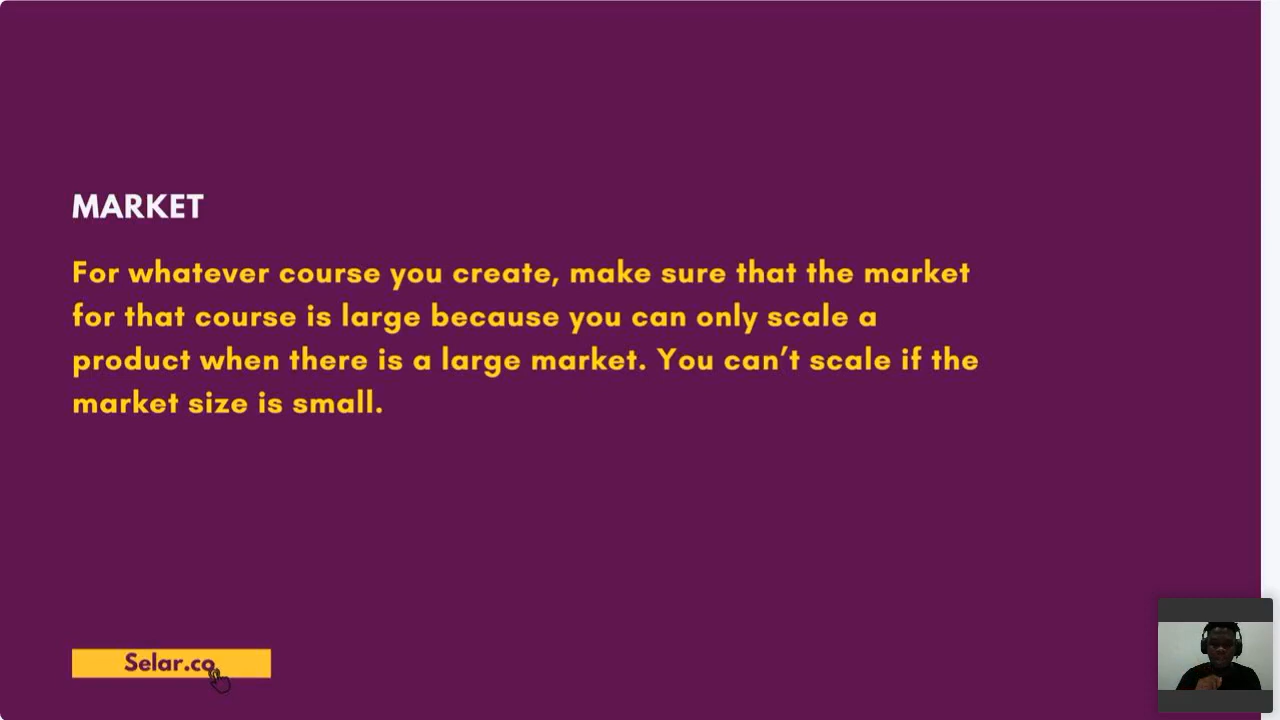 MARKET
For whatever course you create, make sure that the market
for that course is large because you can only scale a
product when there is a large market. You can’t scale if the
market size is small.
Selar.co